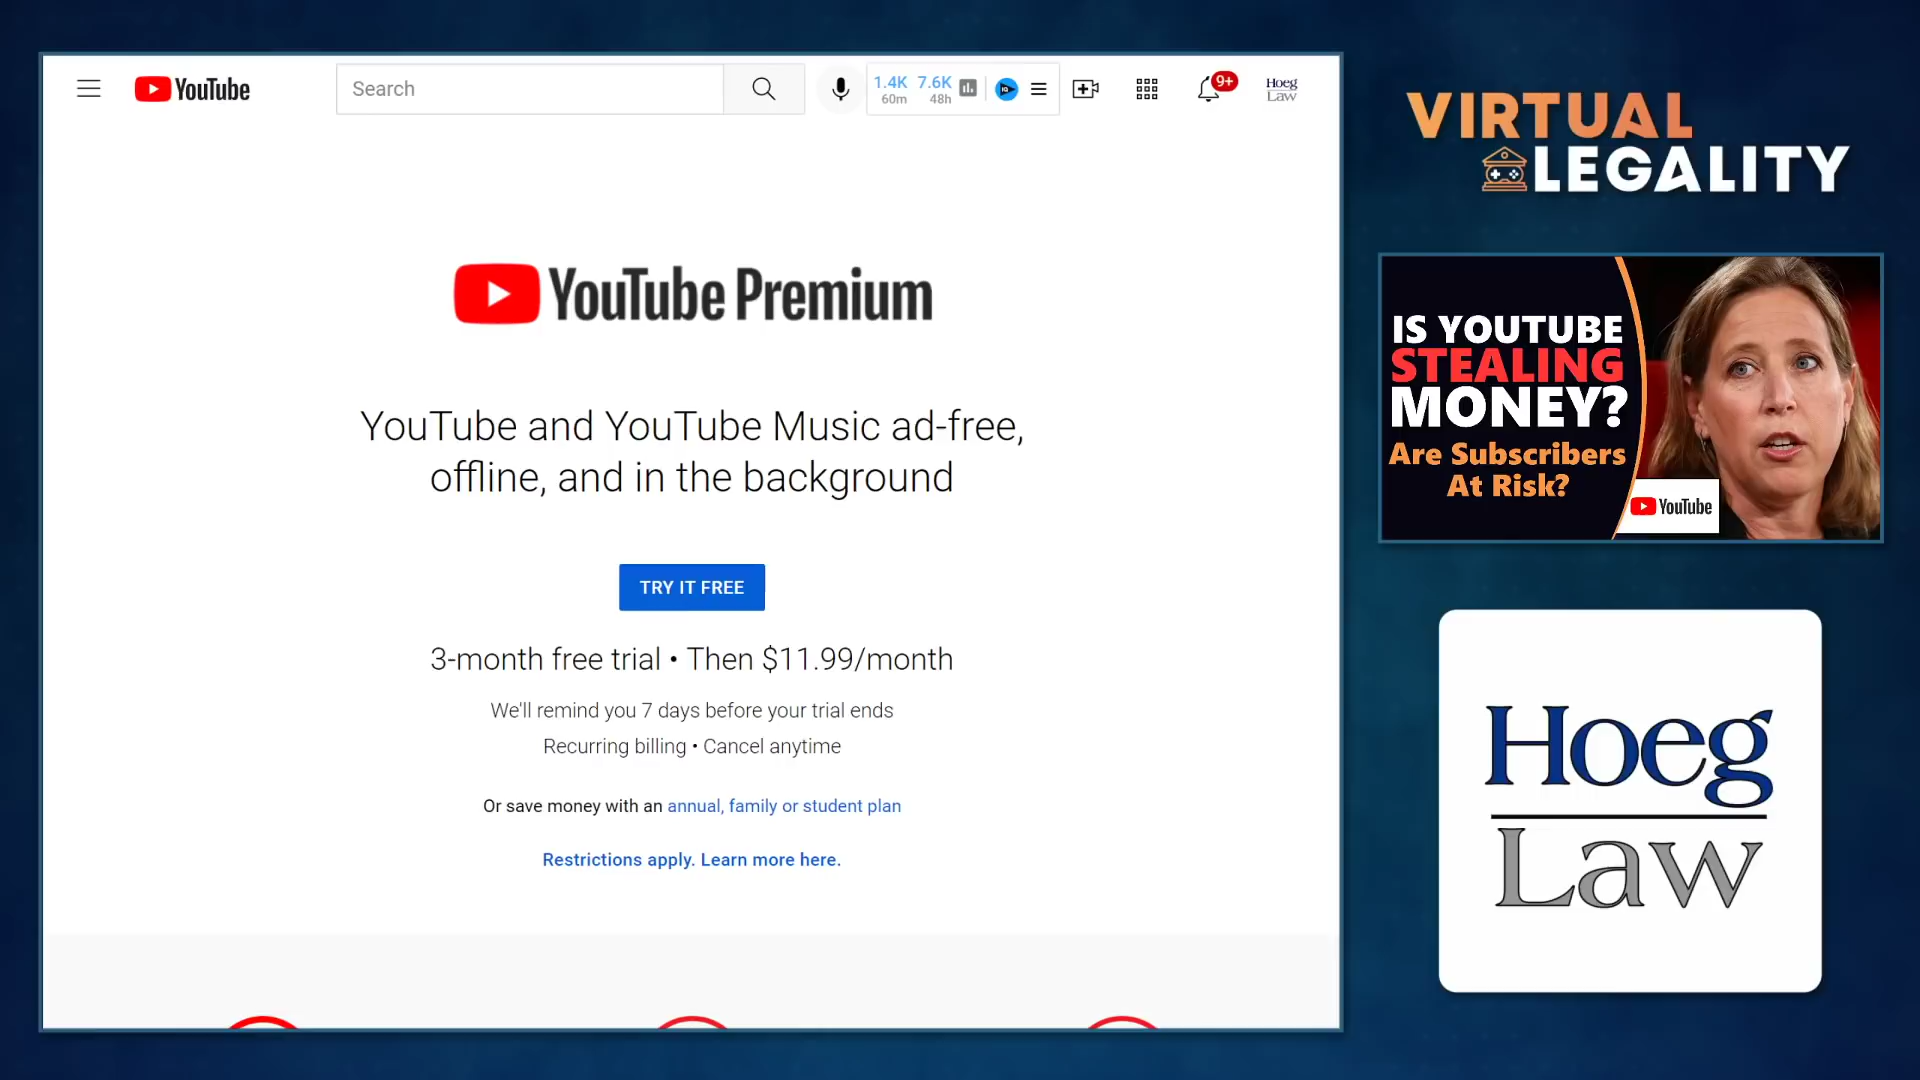 YouTube
Search
1.4K 7.6K
60m 48h
9+
Hoeg
Law
YouTube Premium
YouTube and YouTube Music ad-free,
offline, and in the background
TRY IT FREE
3-month free trial • Then $11.99/month
We'll remind you 7 days before your trial ends
Recurring billing • Cancel anytime
Or save money with an annual, family or student plan
Restrictions apply. Learn more here.
VIRTUAL
LEGALITY
IS YOUTUBE
STEALING
MONEY?
Are Subscribers
At Risk?
YouTube
Hoeg
Law